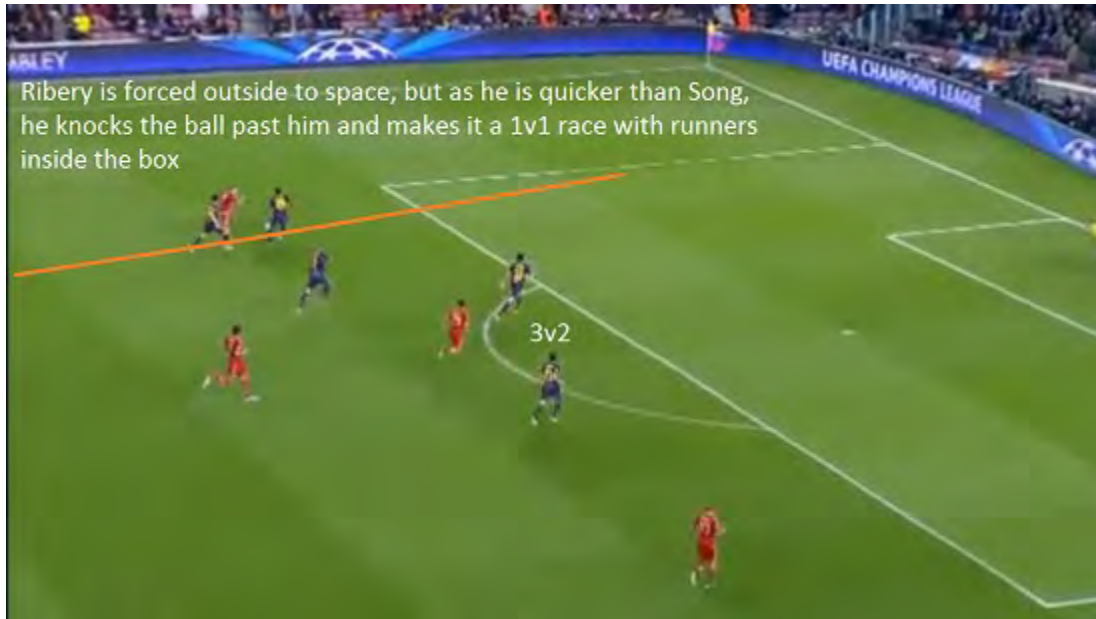 ABLEY
UEFA CHAMPIONS LEAGUE
Ribery is forced outside to space, but as he is quicker than Song,
he knocks the ball past him and makes it a 1v1 race with runners
inside the box
3v2